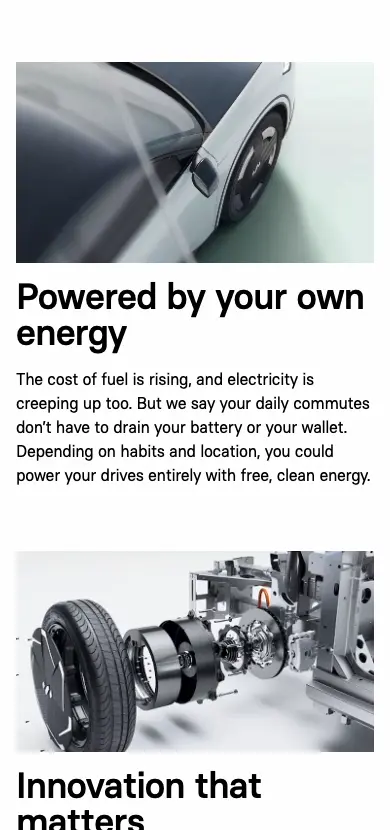 Powered by your own
energy
The cost of fuel is rising, and electricity is
creeping up too. But we say your daily commutes
don’t have to drain your battery or your wallet.
Depending on habits and location, you could
power your drives entirely with free, clean energy.
Innovation that
matters